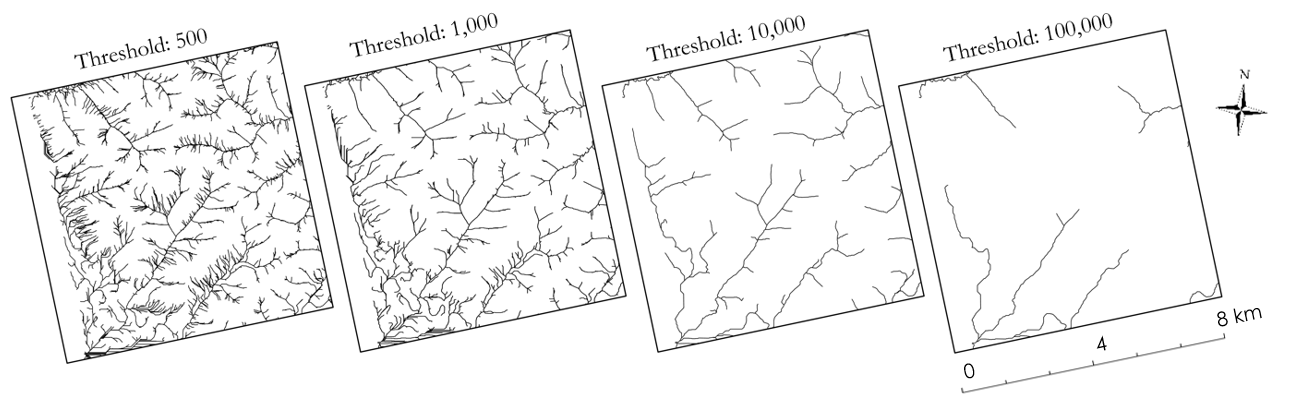 Threshold: 500
Threshold: 1,000
Threshold: 10,000
Threshold: 100,000
N
0
4
8 km